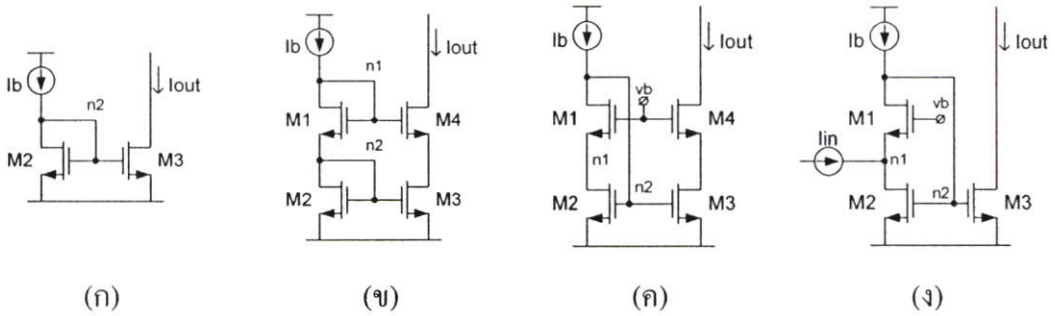 Ib
Iout
n2
M2
M3
(ก)
Ib
Iout
n1
M1
M4
n2
M2
M3
(ข)
Ib
Iout
vb
M1
M4
n1
n2
M2
M3
(ค)
Ib
Iout
vb
M1
Iin
n1
n2
M2
M3
(ง)